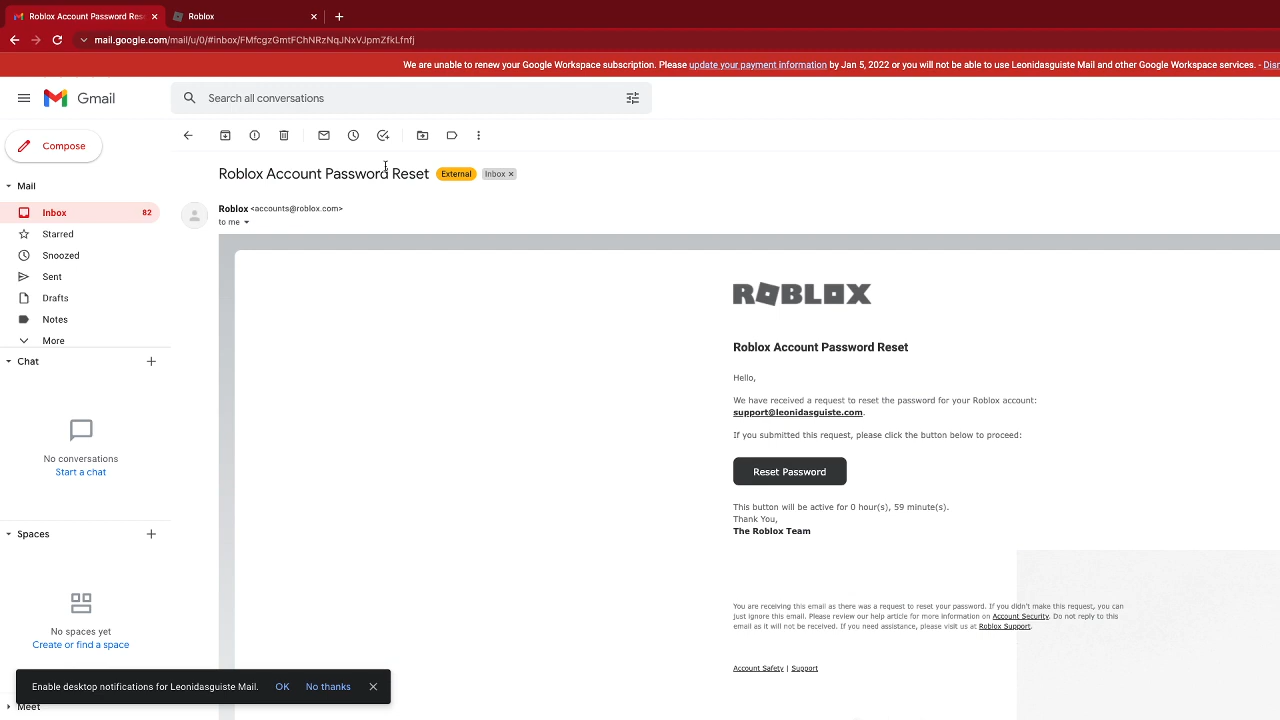 Roblox Account Password Res
Roblox
mail.google.com/mail/u/0/#inbox/FMfcgzGmtFChNRzNqJNxVJpmZfkLfnfj
We are unable to renew your Google Workspace subscription. Please update your payment information by Jan 5, 2022 or you will not be able to use Leonidasguiste Mail and other Google Workspace services. - Dism
Gmail
Search all conversations
Compose
Roblox Account Password Reset External Inbox
Mail
Inbox 82
Roblox <accounts@roblox.com>
to me
Starred
Snoozed
Sent
Drafts
Notes
More
ROBLOX
Roblox Account Password Reset
Hello,
We have received a request to reset the password for your Roblox account:
support@leonidasguiste.com.
If you submitted this request, please click the button below to proceed:
Reset Password
This button will be active for 0 hour(s), 59 minute(s).
Thank You,
The Roblox Team
You are receiving this email as there was a request to reset your password. If you didn't make this request, you can
just ignore this email. Please review our help article for more information on Account Security. Do not reply to this
email as it will not be received. If you need assistance, please visit us at Roblox Support.
Account Safety | Support
Chat
No conversations
Start a chat
Spaces
No spaces yet
Create or find a space
Enable desktop notifications for Leonidasguiste Mail. OK No thanks
Meet